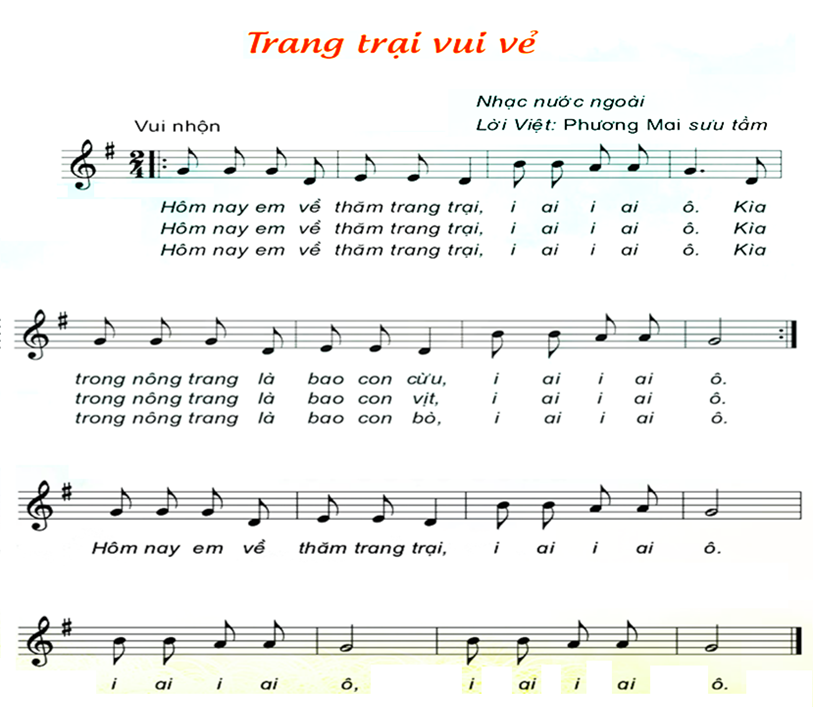 Trang trại vui vẻ
Nhạc nước ngoài
Vui nhộn
Lời Việt: Phương Mai sưu tầm
2
4
Hôm nay em về thăm trang trại, i ai i ai ô. Kìa
Hôm nay em về thăm trang trại, i ai i ai ô. Kìa
Hôm nay em về thăm trang trại, i ai i ai ô. Kìa
trong nông trang là bao con cừu, i ai i ai ô.
trong nông trang là bao con vịt, i ai i ai ô.
trong nông trang là bao con bò, i ai i ai ô.
Hôm nay em về thăm trang trại, i ai i ai ô.
i ai i ai ô, i ai i ai ô.